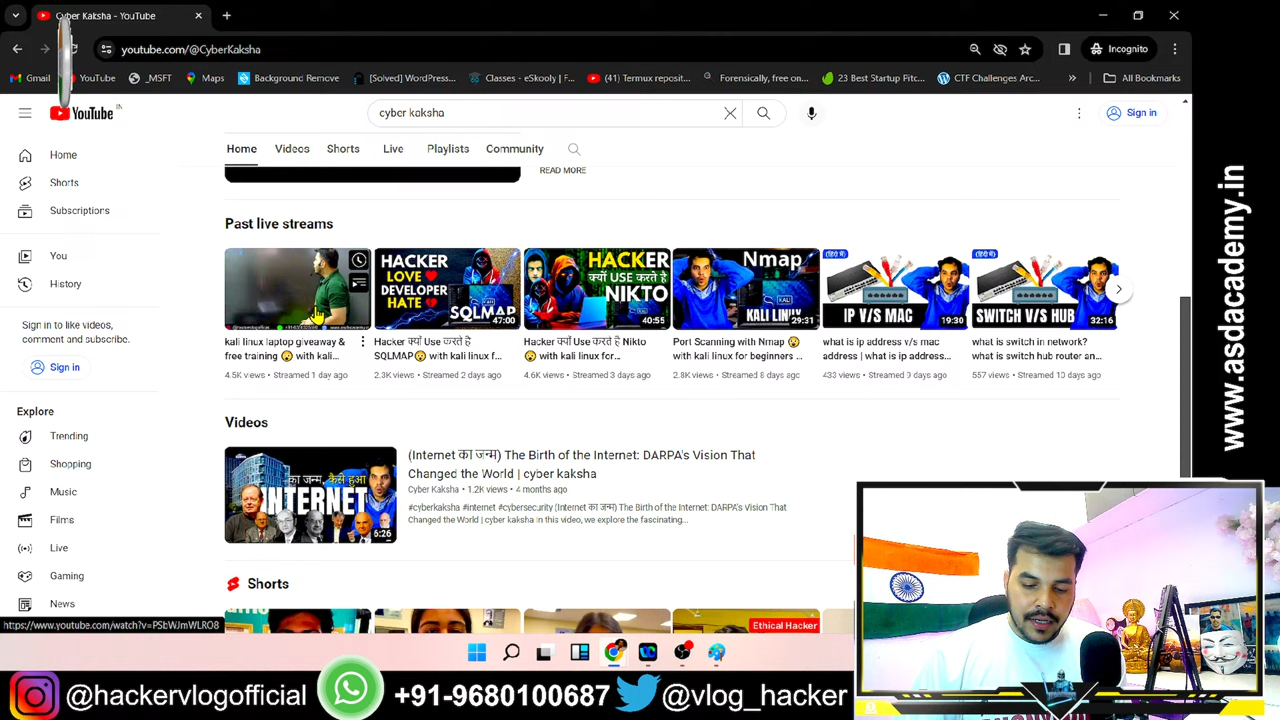 Cyber Kaksha - YouTube
youtube.com/@CyberKaksha
Incognito
Gmail
YouTube
_MSFT
Maps
Background Remove
[Solved] WordPress...
Classes - eSkooly | F...
(41) Termux reposit...
Forensically, free on...
23 Best Startup Pitc...
CTF Challenges Arc...
All Bookmarks
YouTube IN
cyber kaksha
Sign in
Home
Videos
Shorts
Live
Playlists
Community
READ MORE
Home
Shorts
Subscriptions
You
History
Sign in to like videos,
comment and subscribe.
Sign in
Explore
Trending
Shopping
Music
Films
Live
Gaming
News
Past live streams
HACKER
LOVE
DEVELOPER
HATE
SQLMAP
47:00
HACKER
क्यों USE करते है
NIKTO
40:55
Nmap
KALI LINUX
29:31
(हिंदी में)
IP V/S MAC
19:30
(हिंदी में)
SWITCH V/S HUB
32:16
kali linux laptop giveaway &
free training 😮 with kali...
4.5K views • Streamed 1 day ago
Hacker क्यों Use करते है
SQLMAP😮 with kali linux f...
2.3K views • Streamed 2 days ago
Hacker क्यों Use करते है Nikto
😮 with kali linux for...
4.6K views • Streamed 3 days ago
Port Scanning with Nmap 😮
with kali linux for beginners ...
2.8K views • Streamed 8 days ago
what is ip address v/s mac
address | what is ip address...
433 views • Streamed 9 days ago
what is switch in network?
what is switch hub router an...
557 views • Streamed 10 days ago
Videos
का जन्म, कैसे हुआ
INTERNET
6:26
(Internet का जन्म) The Birth of the Internet: DARPA's Vision That
Changed the World | cyber kaksha
Cyber Kaksha • 1.2K views • 4 months ago
#cyberkaksha #internet #cybersecurity (Internet का जन्म) The Birth of the Internet: DARPA's Vision That
Changed the World | cyber kaksha in this video, we explore the fascinating...
Shorts
Ethical Hacker
https://www.youtube.com/watch?v=PSbWJmWLRO8
www.asdacademy.in
@hackervlogofficial
+91-9680100687
@vlog_hacker